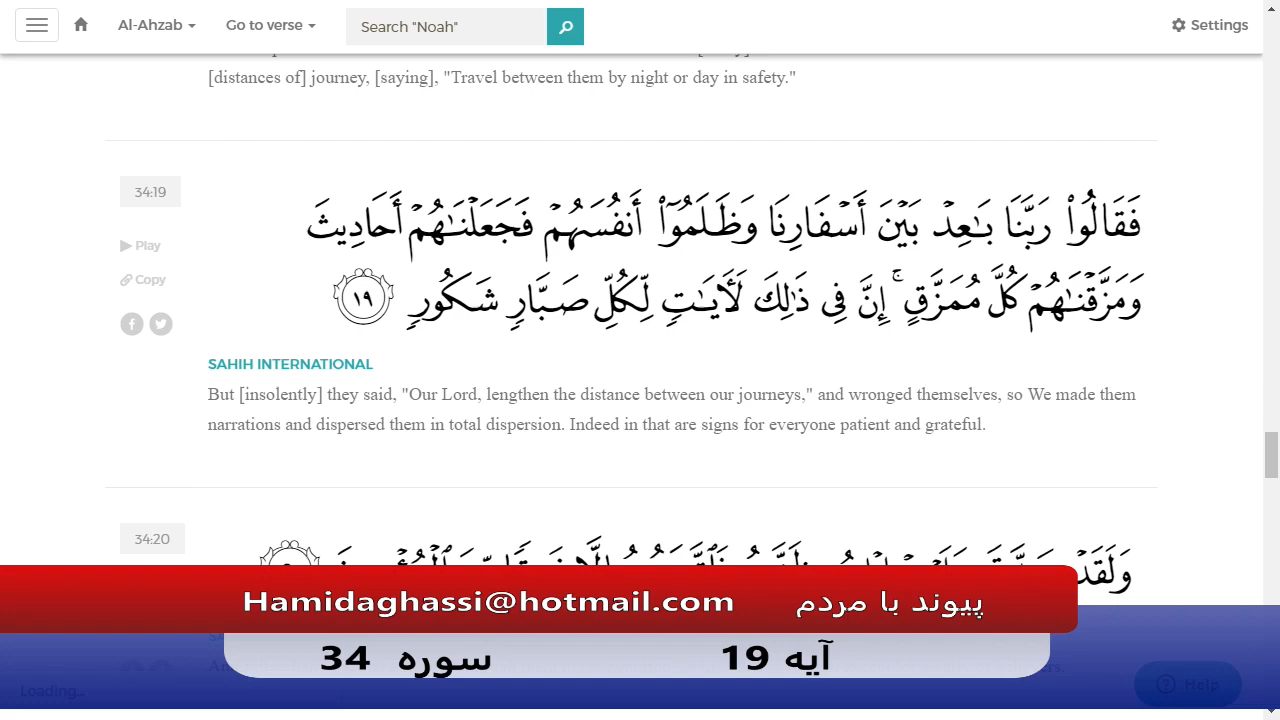 Al-Ahzab Go to verse Search "Noah" Settings
[distances of] journey, [saying], "Travel between them by night or day in safety."
34:19
Play
Copy
فَقَالُوا۟ رَبَّنَا بَـٰعِدْ بَيْنَ أَسْفَارِنَا وَظَلَمُوٓا۟ أَنفُسَهُمْ فَجَعَلْنَـٰهُمْ أَحَادِيثَ
وَمَزَّقْنَـٰهُمْ كُلَّ مُمَزَّقٍ ۚ إِنَّ فِى ذَٰلِكَ لَـَٔايَـٰتٍ لِّكُلِّ صَبَّارٍ شَكُورٍ ١٩
SAHIH INTERNATIONAL
But [insolently] they said, "Our Lord, lengthen the distance between our journeys," and wronged themselves, so We made them
narrations and dispersed them in total dispersion. Indeed in that are signs for everyone patient and grateful.
34:20
وَلَقَدْ
Hamidaghassi@hotmail.com پیوند با مردم
سوره 34 آیه 19
Loading..
Help